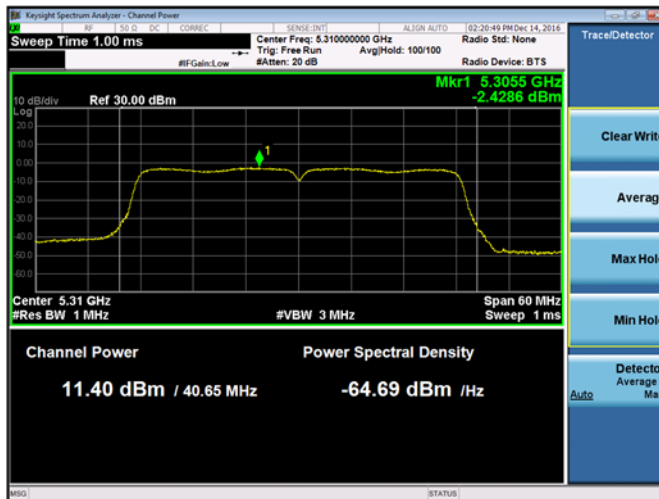 Keysight Spectrum Analyzer - Channel Power
RF 50 Ω DC CORREC SENSE:INT ALIGN AUTO 02:20:49 PM Dec 14, 2016
Sweep Time 1.00 ms
Center Freq: 5.310000000 GHz
Radio Std: None
Trig: Free Run Avg|Hold: 100/100
#IFGain:Low
#Atten: 20 dB
Radio Device: BTS
Trace/Detector
Mkr1 5.3055 GHz
-2.4286 dBm
10 dB/div Ref 30.00 dBm
Log
20.0
10.0
0.00
-10.0
-20.0
-30.0
-40.0
-50.0
-60.0
1
Center 5.31 GHz
Span 60 MHz
#Res BW 1 MHz
#VBW 3 MHz
Sweep 1 ms
Channel Power
11.40 dBm / 40.65 MHz
Power Spectral Density
-64.69 dBm /Hz
Clear Write
Averag
Max Hol
Min Hol
Detecto
Average
Auto Ma
MSG
STATUS